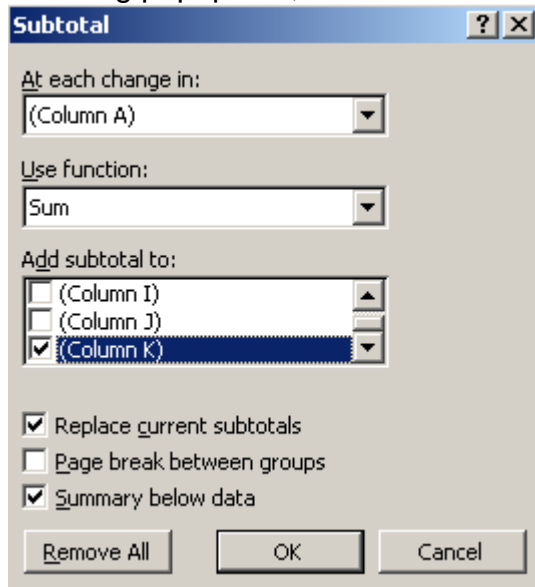 Subtotal
At each change in:
(Column A)
Use function:
Sum
Add subtotal to:
(Column I)
(Column J)
(Column K)
Replace current subtotals
Page break between groups
Summary below data
Remove All OK Cancel